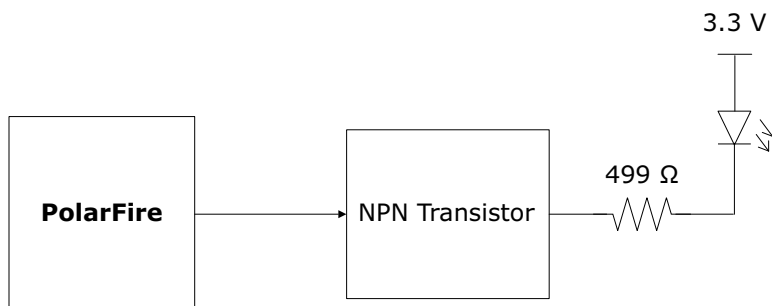 3.3 V
499 Ω
PolarFire
NPN Transistor